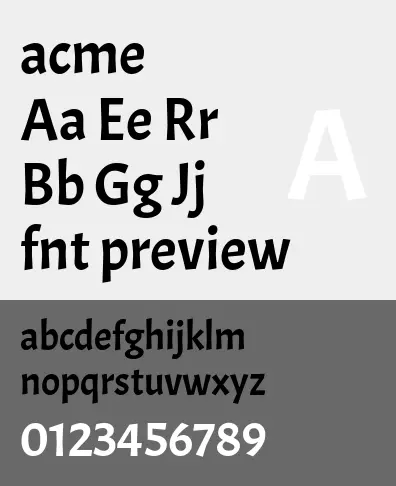 acme
Aa Ee Rr
A
Bb Gg Jj
fnt preview
abcdefghijklm
nopqrstuvwxyz
0123456789